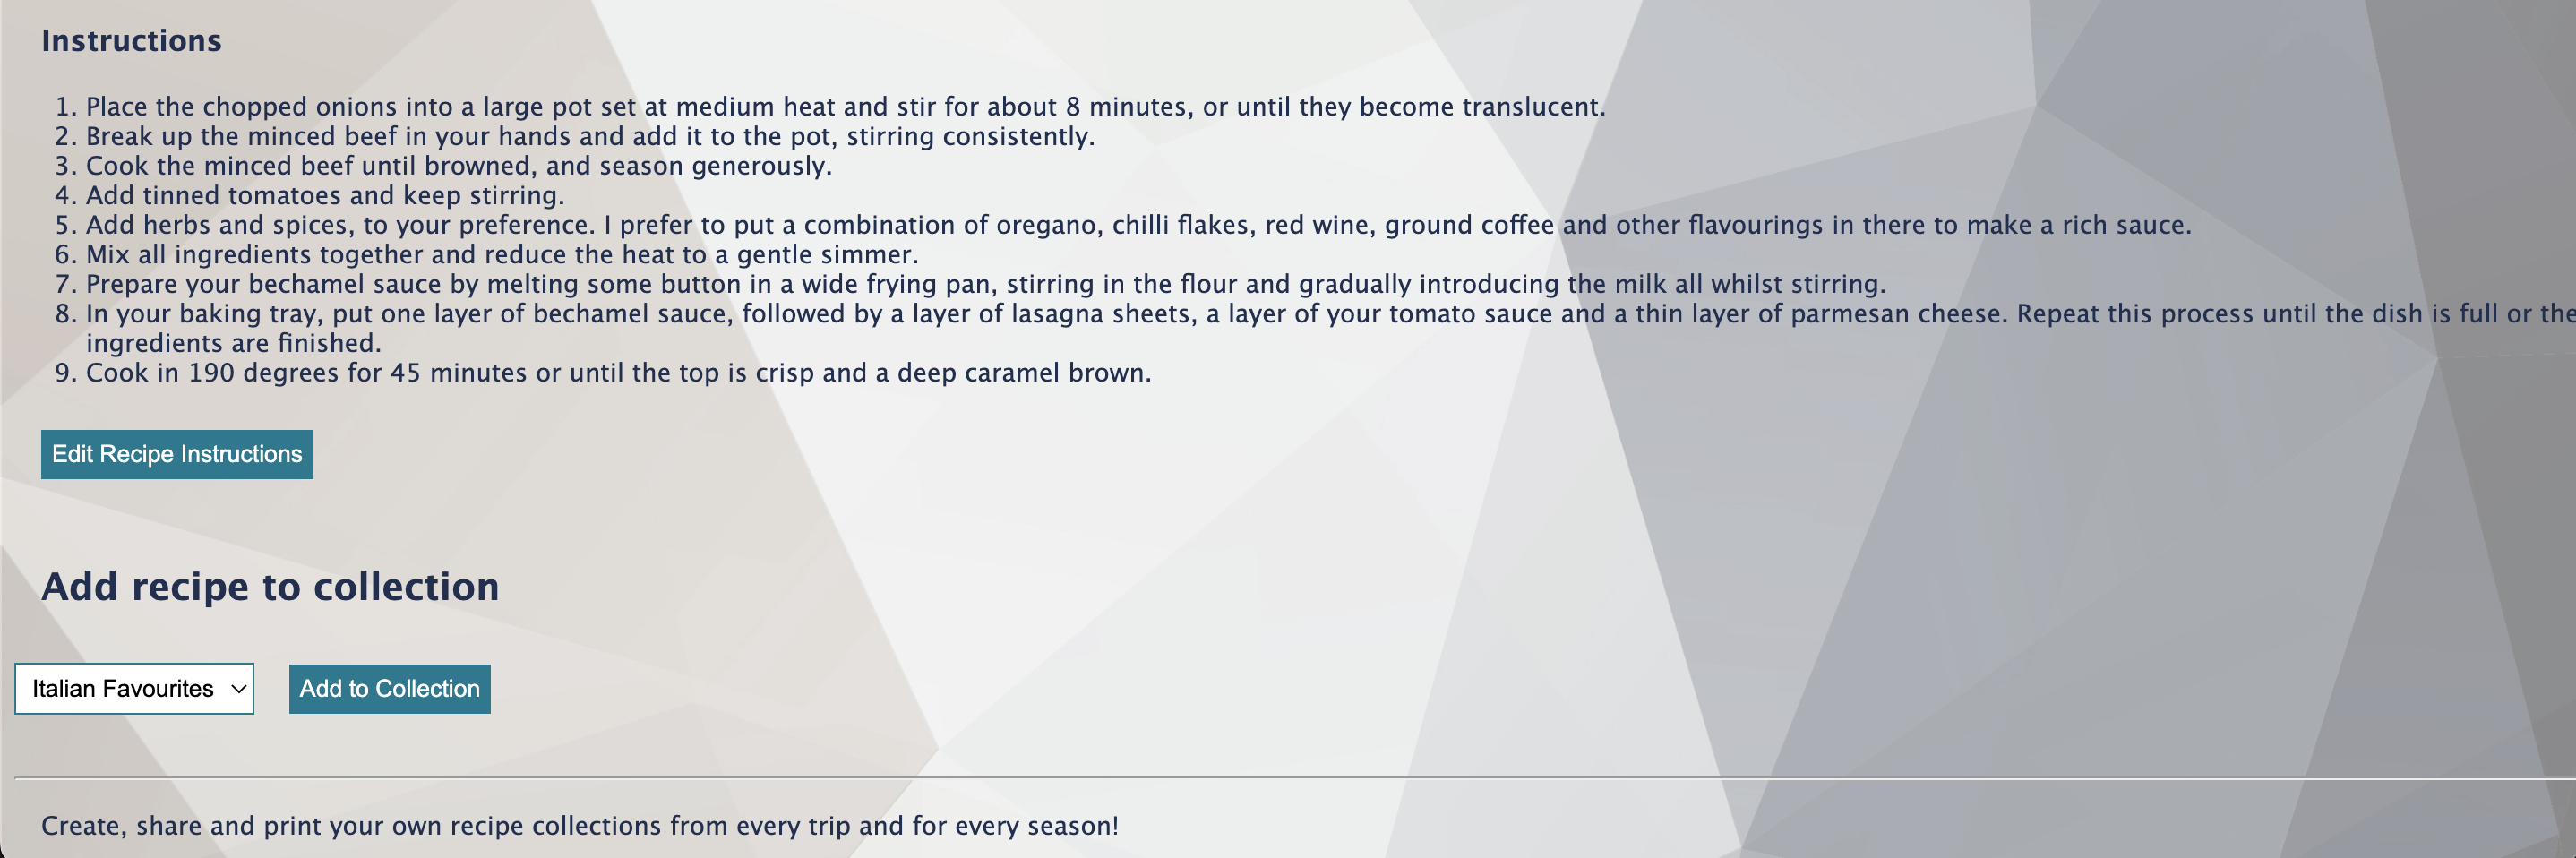 Instructions
1. Place the chopped onions into a large pot set at medium heat and stir for about 8 minutes, or until they become translucent.
2. Break up the minced beef in your hands and add it to the pot, stirring consistently.
3. Cook the minced beef until browned, and season generously.
4. Add tinned tomatoes and keep stirring.
5. Add herbs and spices, to your preference. I prefer to put a combination of oregano, chilli flakes, red wine, ground coffee and other flavourings in there to make a rich sauce.
6. Mix all ingredients together and reduce the heat to a gentle simmer.
7. Prepare your bechamel sauce by melting some button in a wide frying pan, stirring in the flour and gradually introducing the milk all whilst stirring.
8. In your baking tray, put one layer of bechamel sauce, followed by a layer of lasagna sheets, a layer of your tomato sauce and a thin layer of parmesan cheese. Repeat this process until the dish is full or the
ingredients are finished.
9. Cook in 190 degrees for 45 minutes or until the top is crisp and a deep caramel brown.
Edit Recipe Instructions
Add recipe to collection
Italian Favourites Add to Collection
Create, share and print your own recipe collections from every trip and for every season!